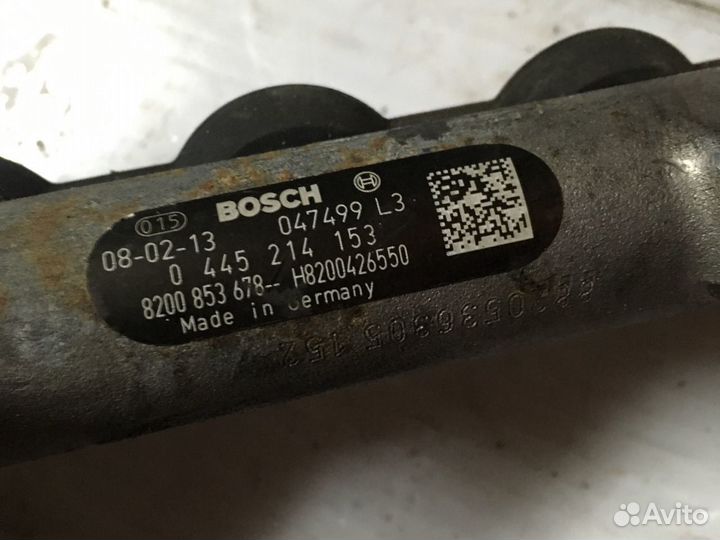 015 BOSCH
08-02-13 047499 L3
0 445 214 153
8200 853 678-- H8200426550
Made in Germany
Avito